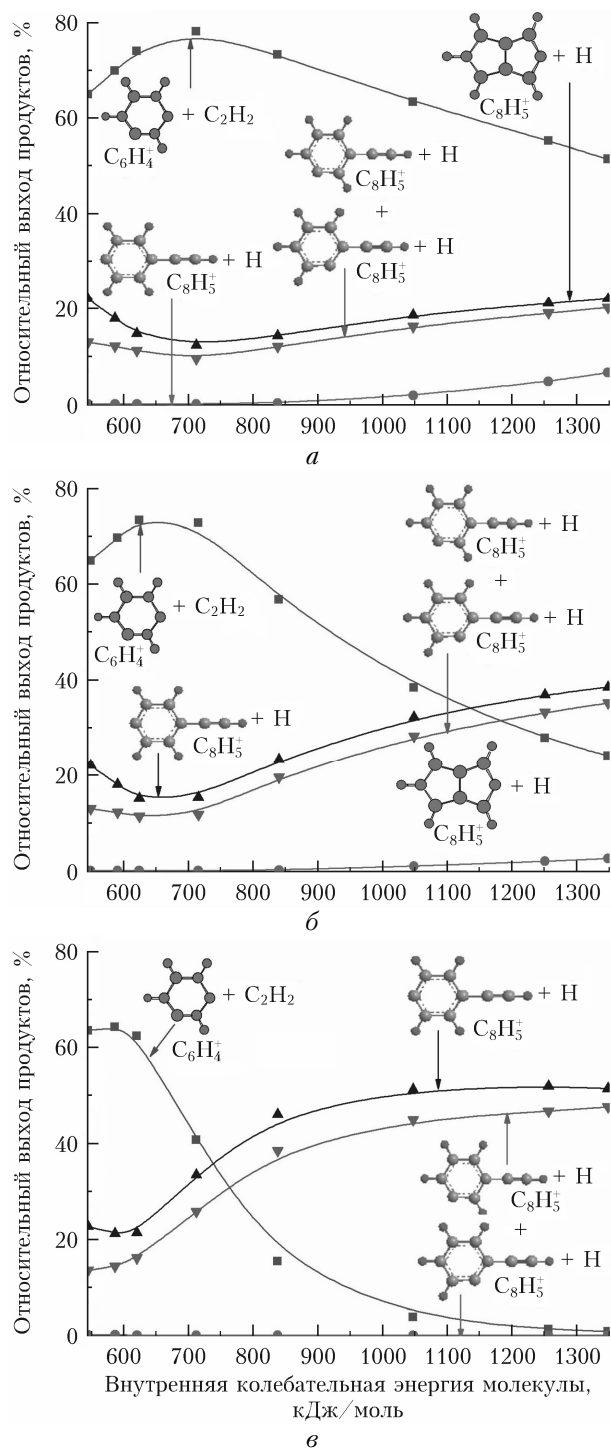 Относительный выход продуктов, %
80
60
40
20
0
C₆H₄⁺
+ C₂H₂
C₈H₅⁺
+ H
C₈H₅⁺
+ H
+
C₈H₅⁺
+ H
C₈H₅⁺
+ H
600 700 800 900 1000 1100 1200 1300
а
Относительный выход продуктов, %
80
60
40
20
0
C₆H₄⁺
+ C₂H₂
C₈H₅⁺
+ H
C₈H₅⁺
+ H
+
C₈H₅⁺
+ H
C₈H₅⁺
+ H
600 700 800 900 1000 1100 1200 1300
б
Относительный выход продуктов, %
80
60
40
20
0
C₆H₄⁺
+ C₂H₂
C₈H₅⁺
+ H
C₈H₅⁺
+ H
+
C₈H₅⁺
+ H
600 700 800 900 1000 1100 1200 1300
Внутренняя колебательная энергия молекулы,
кДж/моль
в